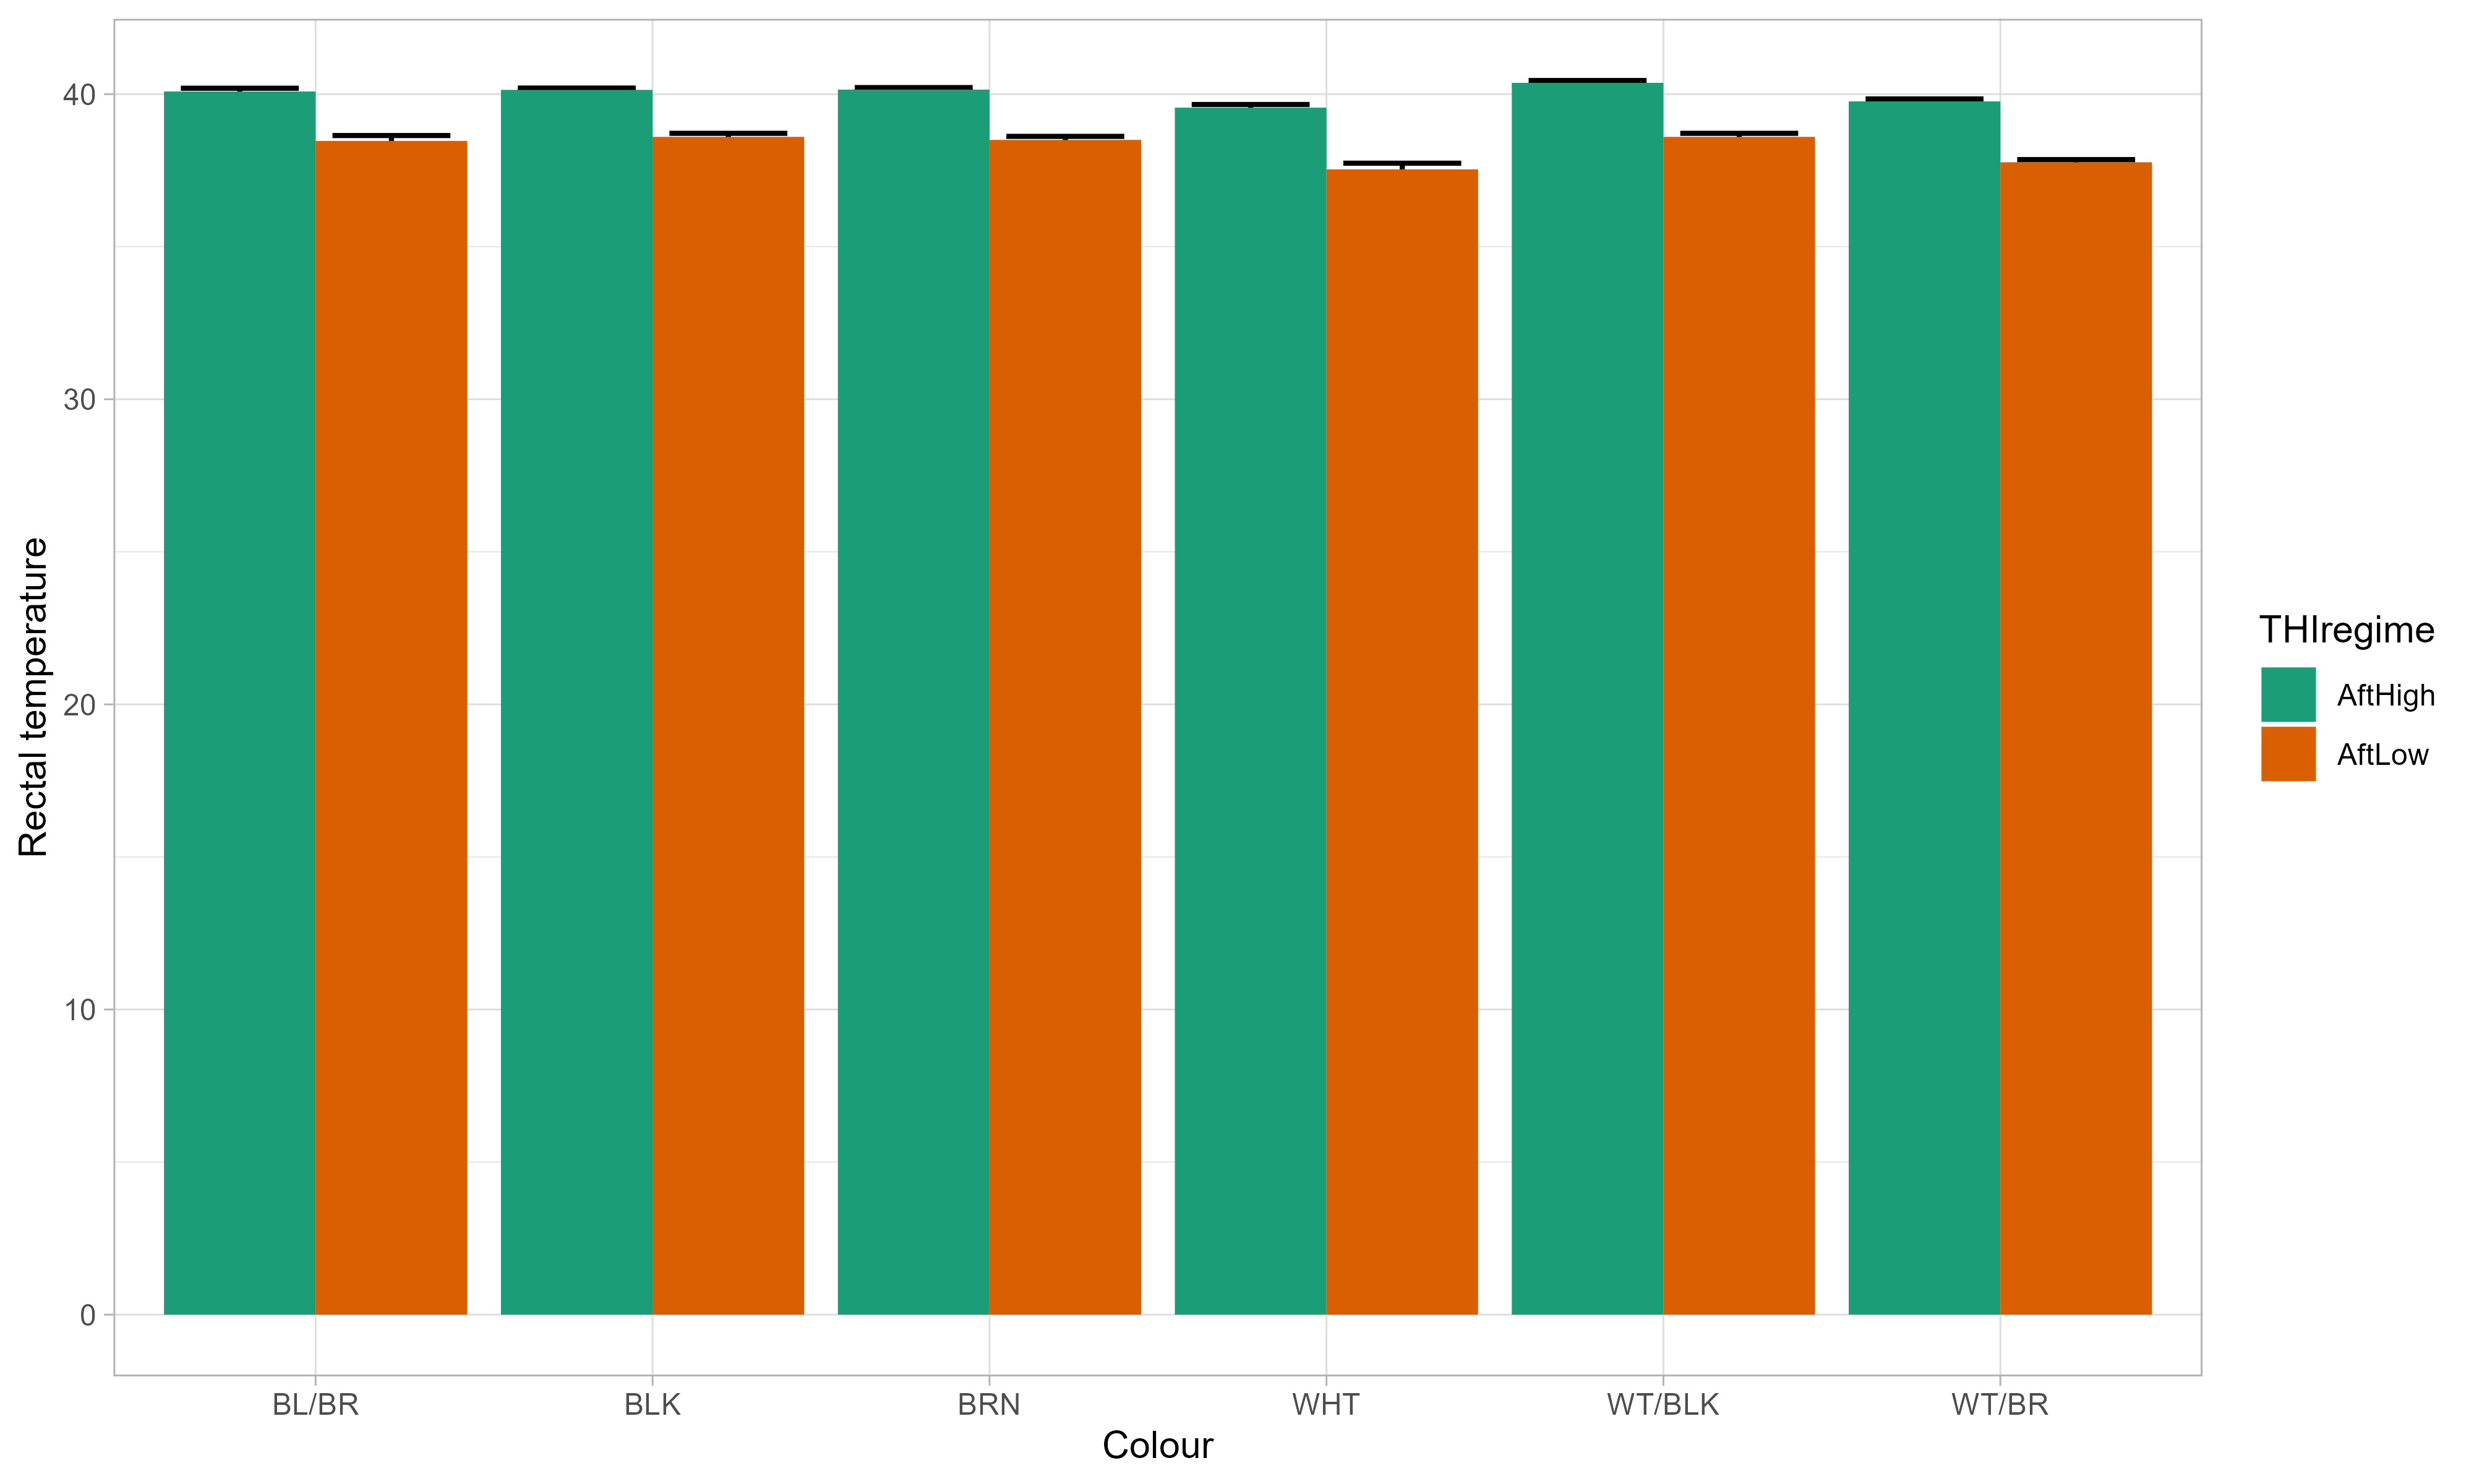 40
30
20
10
0
Rectal temperature
BL/BR
BLK
BRN
WHT
WT/BLK
WT/BR
Colour
THIregime
AftHigh
AftLow